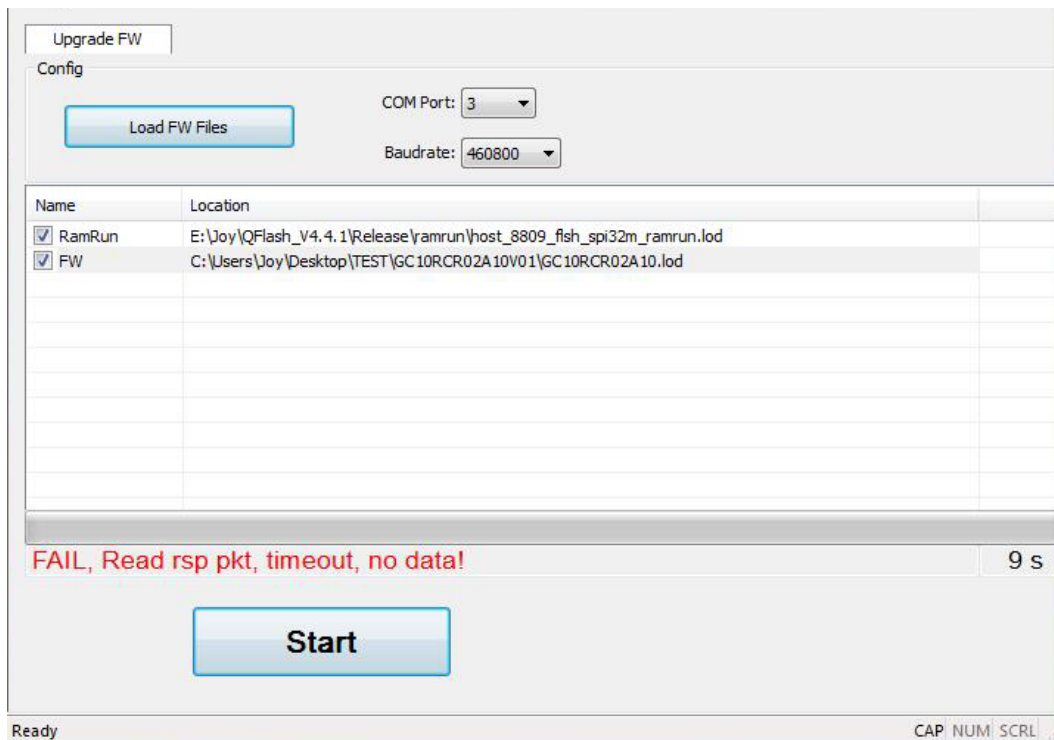 Upgrade FW
Config
Load FW Files
COM Port: 3
Baudrate: 460800
Name Location
RamRun E:\Joy\QFlash_V4.4.1\Release\ramrun\host_8809_flsh_spi32m_ramrun.lod
FW C:\Users\Joy\Desktop\TEST\GC10RCR02A10V01\GC10RCR02A10.lod
FAIL, Read rsp pkt, timeout, no data! 9 s
Start
Ready CAP NUM SCRL